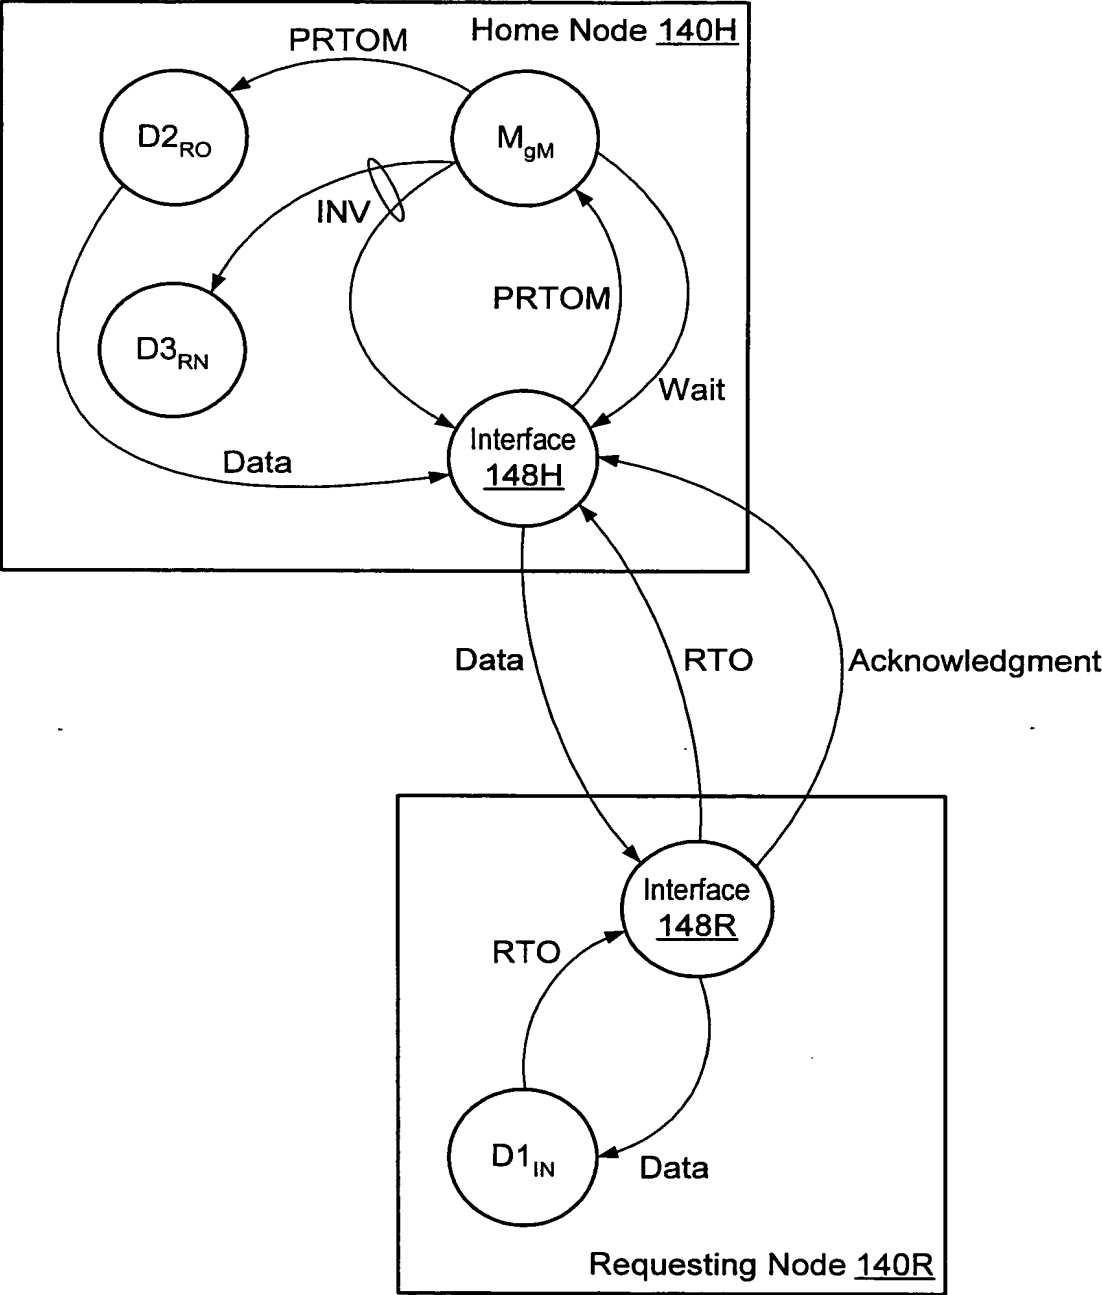 Home Node 140H
PRTOM
D2RO
MgM
INV
PRTOM
D3RN
Wait
Interface
148H
Data
Data
RTO
Acknowledgment
Interface
148R
RTO
D1IN
Data
Requesting Node 140R